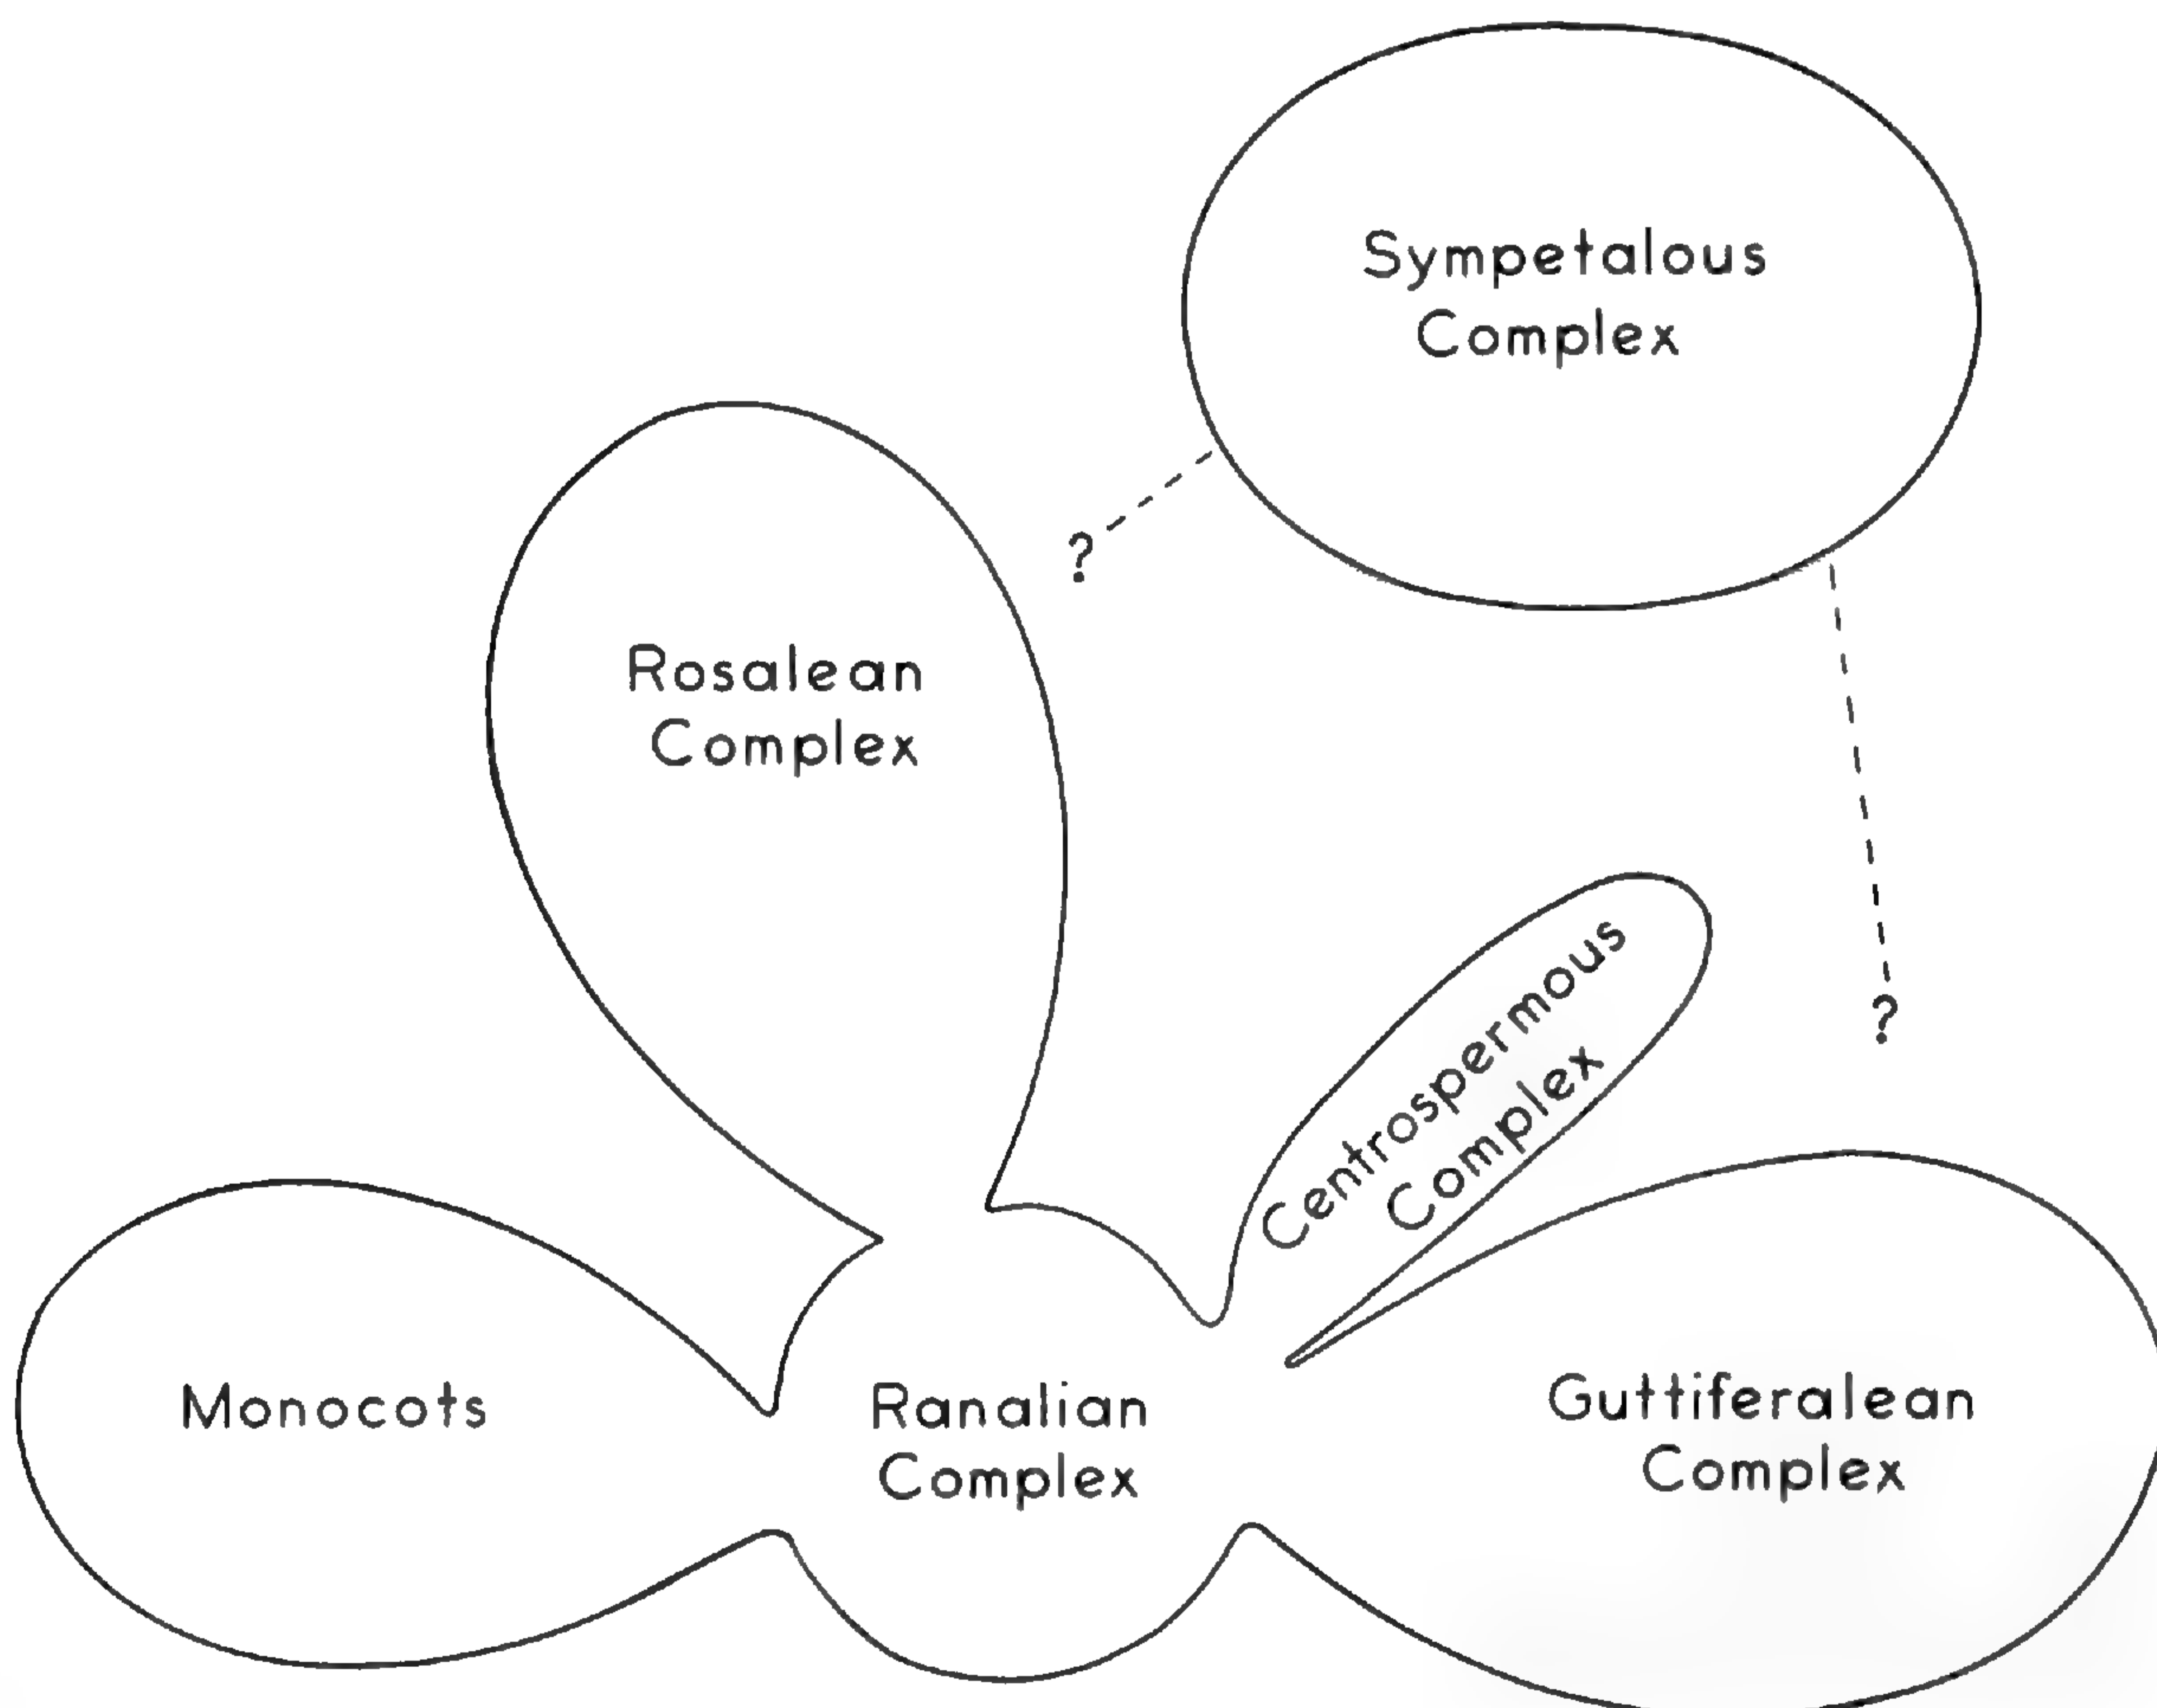 Sympetalous
Complex
?
Rosalean
Complex
Centrospermous
Complex
?
Monocots
Ranalian
Complex
Guttiferalean
Complex